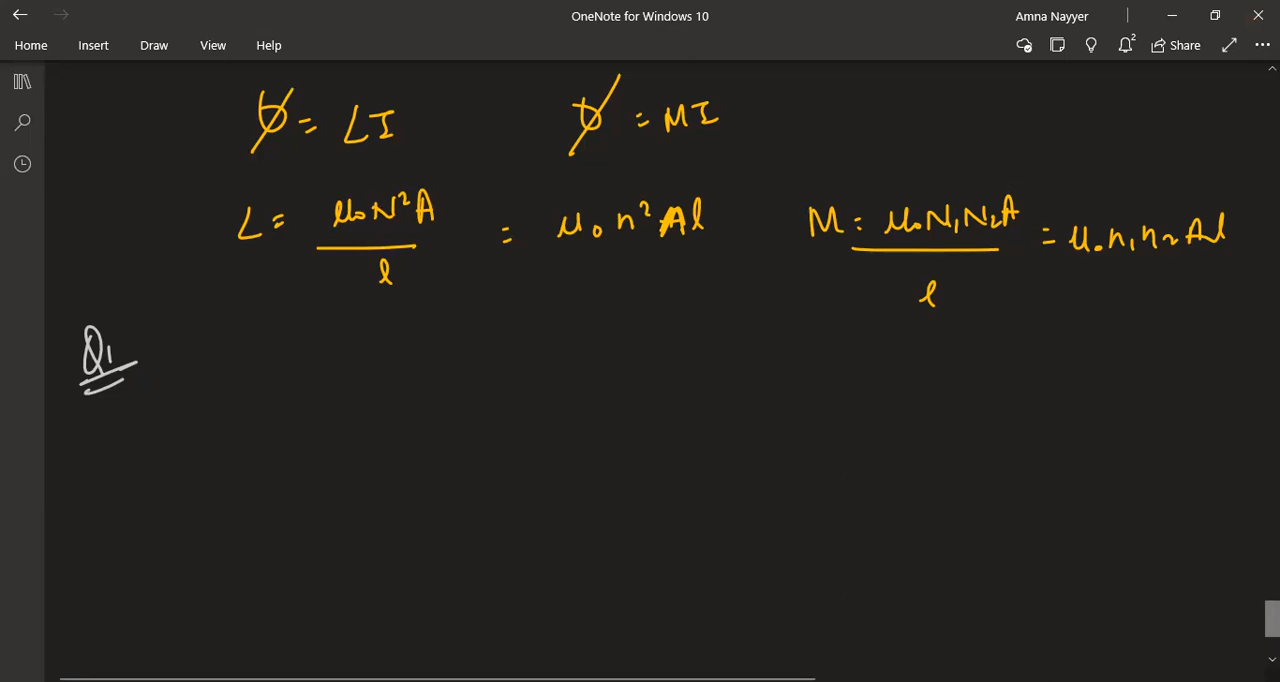 OneNote for Windows 10
Amna Nayyer
Home Insert Draw View Help
2 Share
ϕ = LI ϕ = MI
L = μ₀N²A / l = μ₀n²Al M = μ₀N₁N₂A / l = μ₀n₁n₂Al
Q1